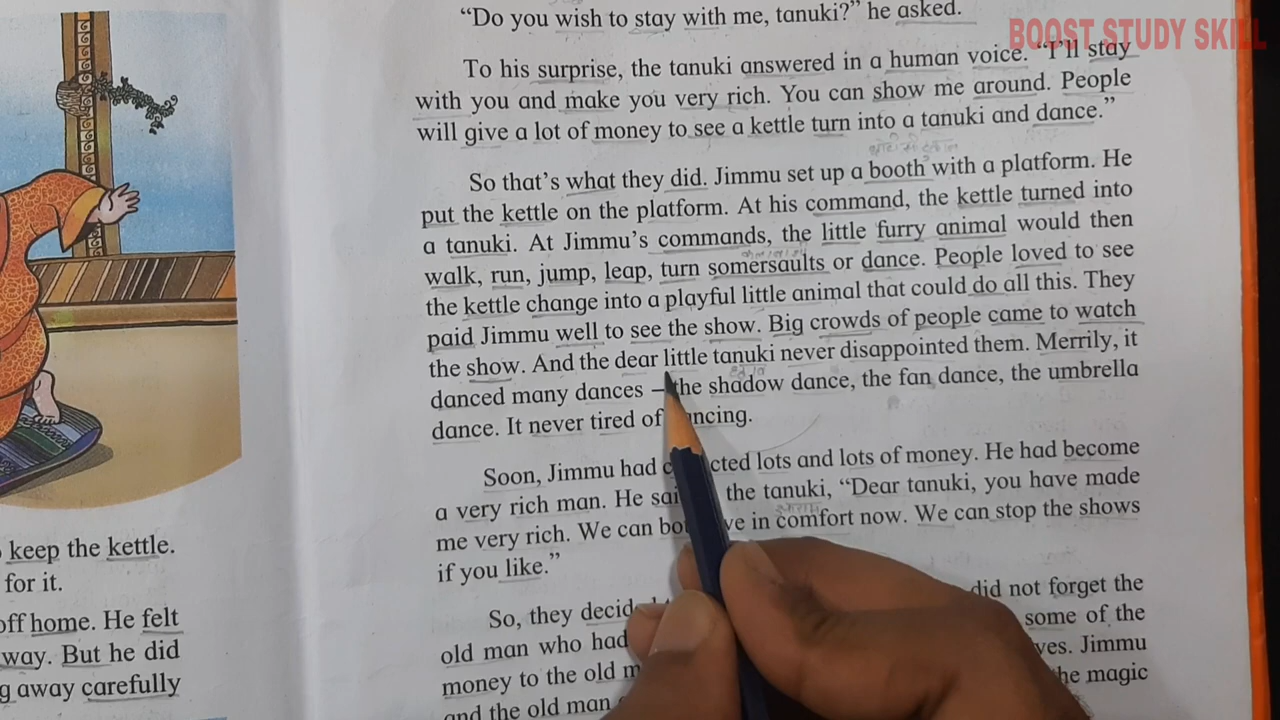 BOOST STUDY SKILL
keep the kettle.
for it.
off home. He felt
way. But he did
g away carefully
“Do you wish to stay with me, tanuki?” he asked.
To his surprise, the tanuki answered in a human voice. “I’ll stay
with you and make you very rich. You can show me around. People
will give a lot of money to see a kettle turn into a tanuki and dance.”
So that’s what they did. Jimmu set up a booth with a platform. He
put the kettle on the platform. At his command, the kettle turned into
a tanuki. At Jimmu’s commands, the little furry animal would then
walk, run, jump, leap, turn somersaults or dance. People loved to see
the kettle change into a playful little animal that could do all this. They
paid Jimmu well to see the show. Big crowds of people came to watch
the show. And the dear little tanuki never disappointed them. Merrily, it
danced many dances – the shadow dance, the fan dance, the umbrella
dance. It never tired of ncing.
Soon, Jimmu had c cted lots and lots of money. He had become
a very rich man. He sai the tanuki, “Dear tanuki, you have made
me very rich. We can bo ve in comfort now. We can stop the shows
if you like.”
So, they decid did not forget the
old man who had some of the
money to the old m ves. Jimmu
and the old man the magic